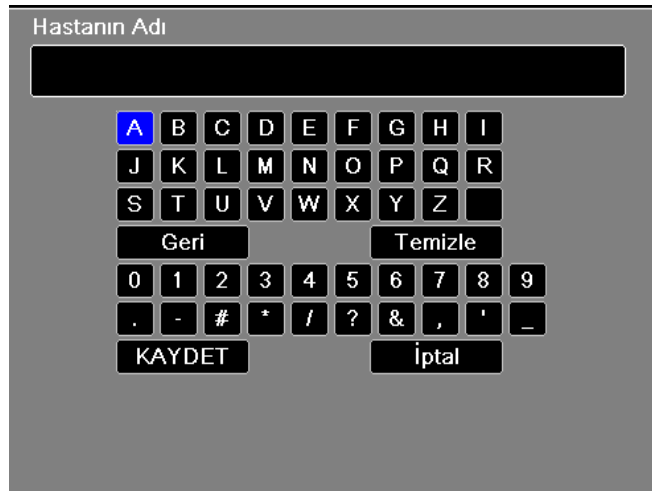 Hastanın Adı
A B C D E F G H I
J K L M N O P Q R
S T U V W X Y Z
Geri Temizle
0 1 2 3 4 5 6 7 8 9
. - # * / ? & , ' _
KAYDET İptal